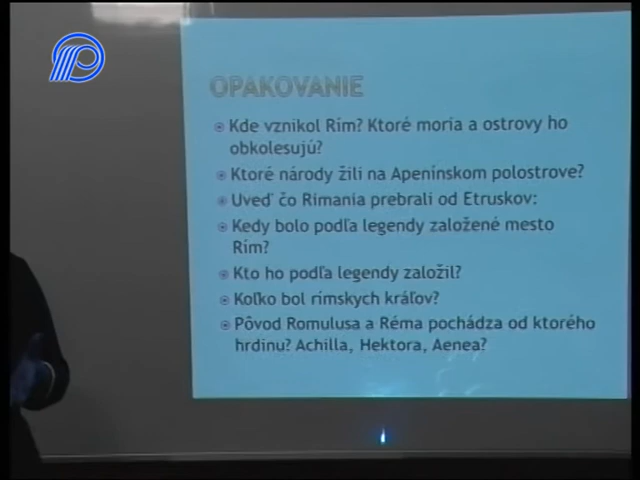 OPAKOVANIE
Kde vznikol Rím? Ktoré moria a ostrovy ho
obkolesujú?
Ktoré národy žili na Apeninskom polostrove?
Uveď čo Rimania prebrali od Etruskov:
Kedy bolo podľa legendy založené mesto
Rím?
Kto ho podľa legendy založil?
Koľko bol rímskych kráľov?
Pôvod Romulusa a Réma pochádza od ktorého
hrdinu? Achilla, Hektora, Aenea?